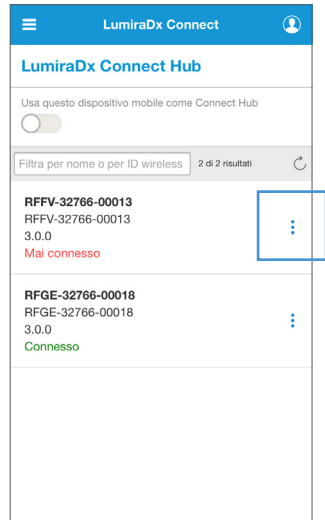 LumiraDx Connect
LumiraDx Connect Hub
Usa questo dispositivo mobile come Connect Hub
Filtra per nome o per ID wireless 2 di 2 risultati
RFFV-32766-00013
RFFV-32766-00013
3.0.0
Mai connesso
RFGE-32766-00018
RFGE-32766-00018
3.0.0
Connesso